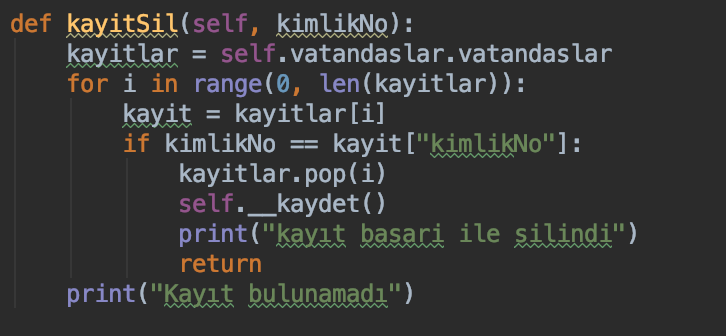 def kayitSil(self, kimlikNo):
    kayitlar = self.vatandaslar.vatandaslar
    for i in range(0, len(kayitlar)):
        kayit = kayitlar[i]
        if kimlikNo == kayit["kimlikNo"]:
            kayitlar.pop(i)
            self.__kaydet()
            print("kayıt basari ile silindi")
            return
    print("Kayıt bulunamadı")